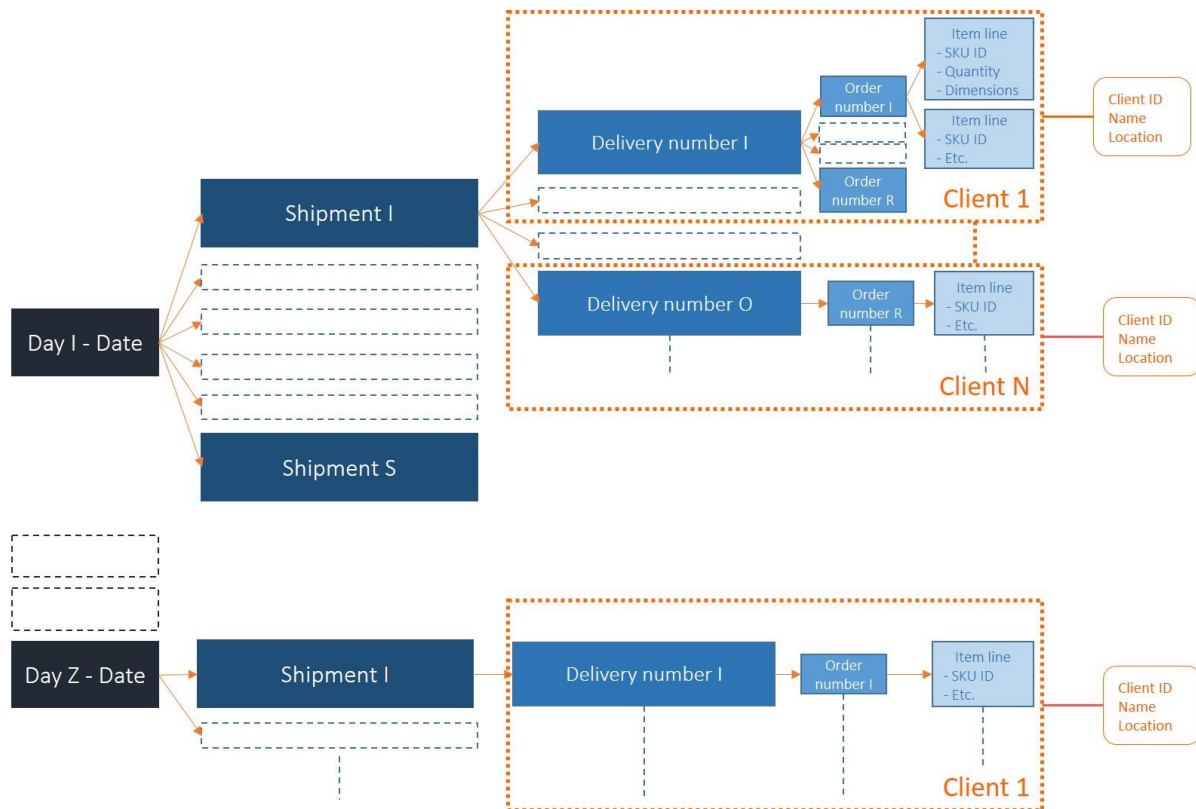 Item line
- SKU ID
- Quantity
- Dimensions
Order
number I
Client ID
Name
Location
Delivery number I
Item line
- SKU ID
- Etc.
Order
number R
Client 1
Shipment I
Delivery number O
Order
number R
Item line
- SKU ID
- Etc.
Client ID
Name
Location
Day I - Date
Client N
Shipment S
Day Z - Date
Shipment I
Delivery number I
Order
number I
Item line
- SKU ID
- Etc.
Client ID
Name
Location
Client 1